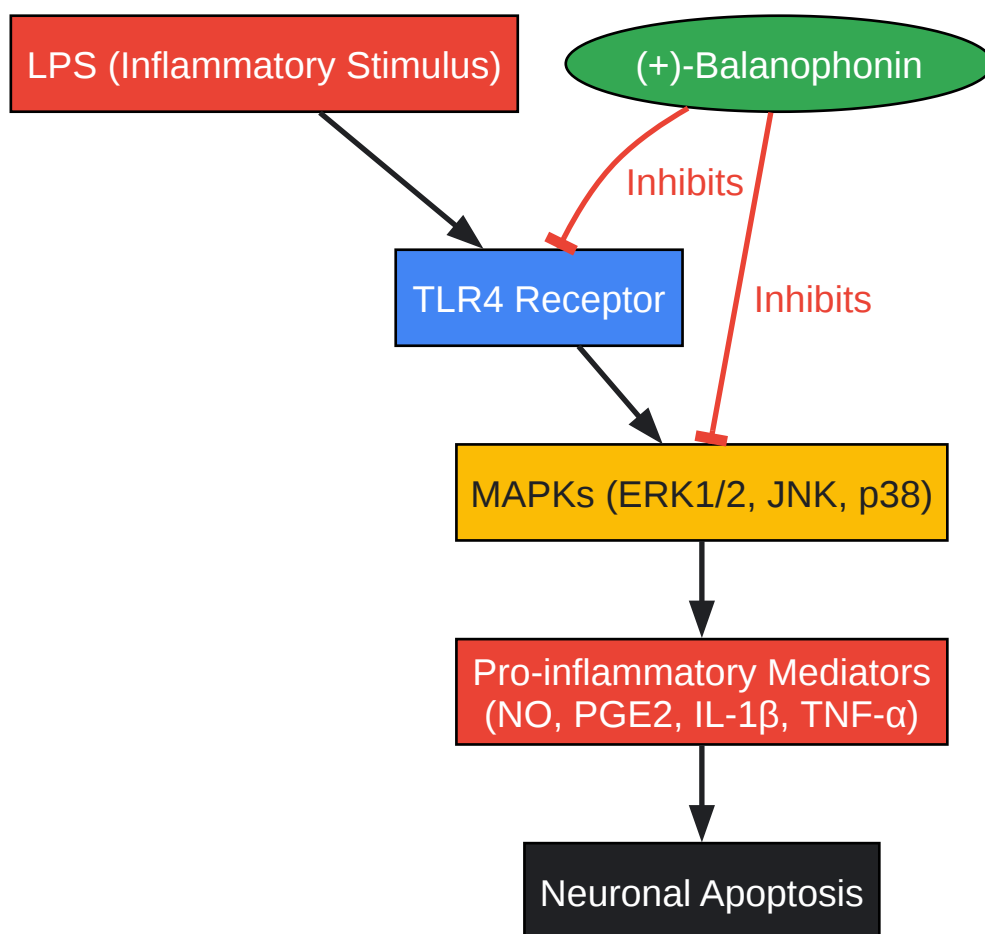 LPS (Inflammatory Stimulus)
(+)-Balanophonin
Inhibits
TLR4 Receptor
Inhibits
MAPKs (ERK1/2, JNK, p38)
Pro-inflammatory Mediators
(NO, PGE2, IL-1β, TNF-α)
Neuronal Apoptosis